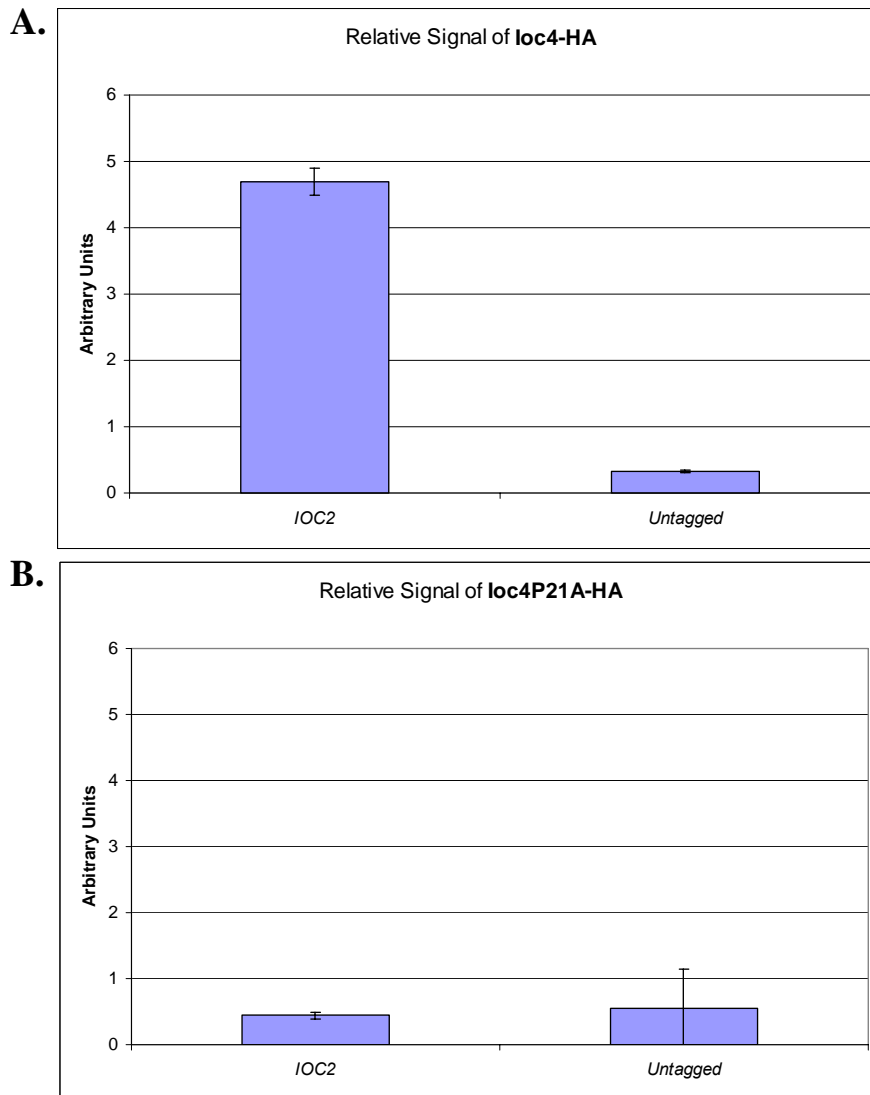 A.
Relative Signal of Ioc4-HA
6
5
4
3
2
1
0
Arbitrary Units
IOC2
Untagged
B.
Relative Signal of Ioc4P21A-HA
6
5
4
3
2
1
0
Arbitrary Units
IOC2
Untagged